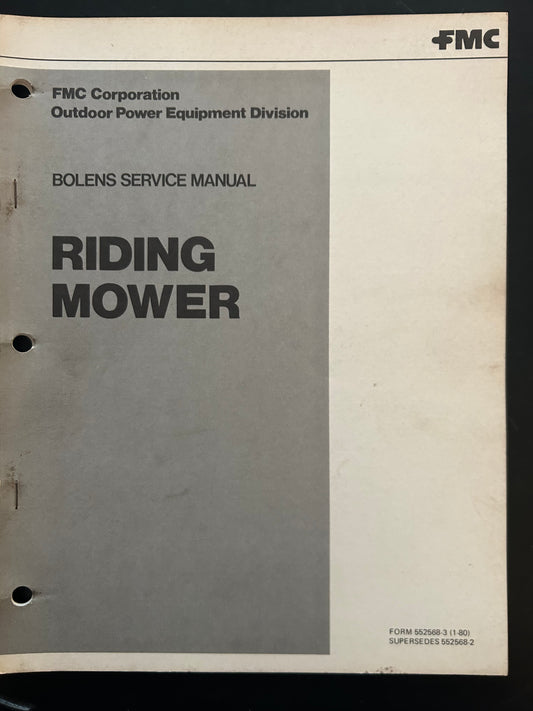 FMC
FMC Corporation
Outdoor Power Equipment Division
BOLENS SERVICE MANUAL
RIDING
MOWER
FORM 552568-3 (1-80)
SUPERSEDES 552568-2